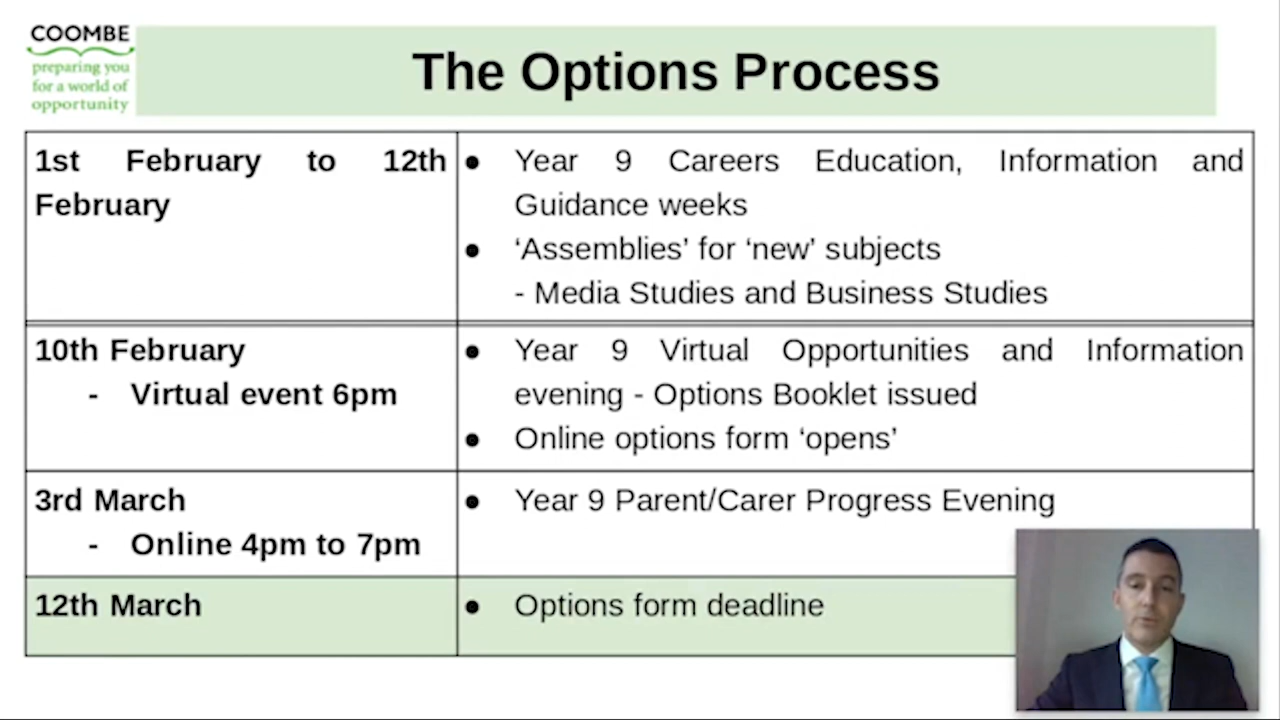 COOMBE
preparing you
for a world of
opportunity
The Options Process
1st February to 12th
February
● Year 9 Careers Education, Information and
Guidance weeks
● ‘Assemblies’ for ‘new’ subjects
- Media Studies and Business Studies
10th February
- Virtual event 6pm
● Year 9 Virtual Opportunities and Information
evening - Options Booklet issued
● Online options form ‘opens’
3rd March
- Online 4pm to 7pm
● Year 9 Parent/Carer Progress Evening
12th March
● Options form deadline